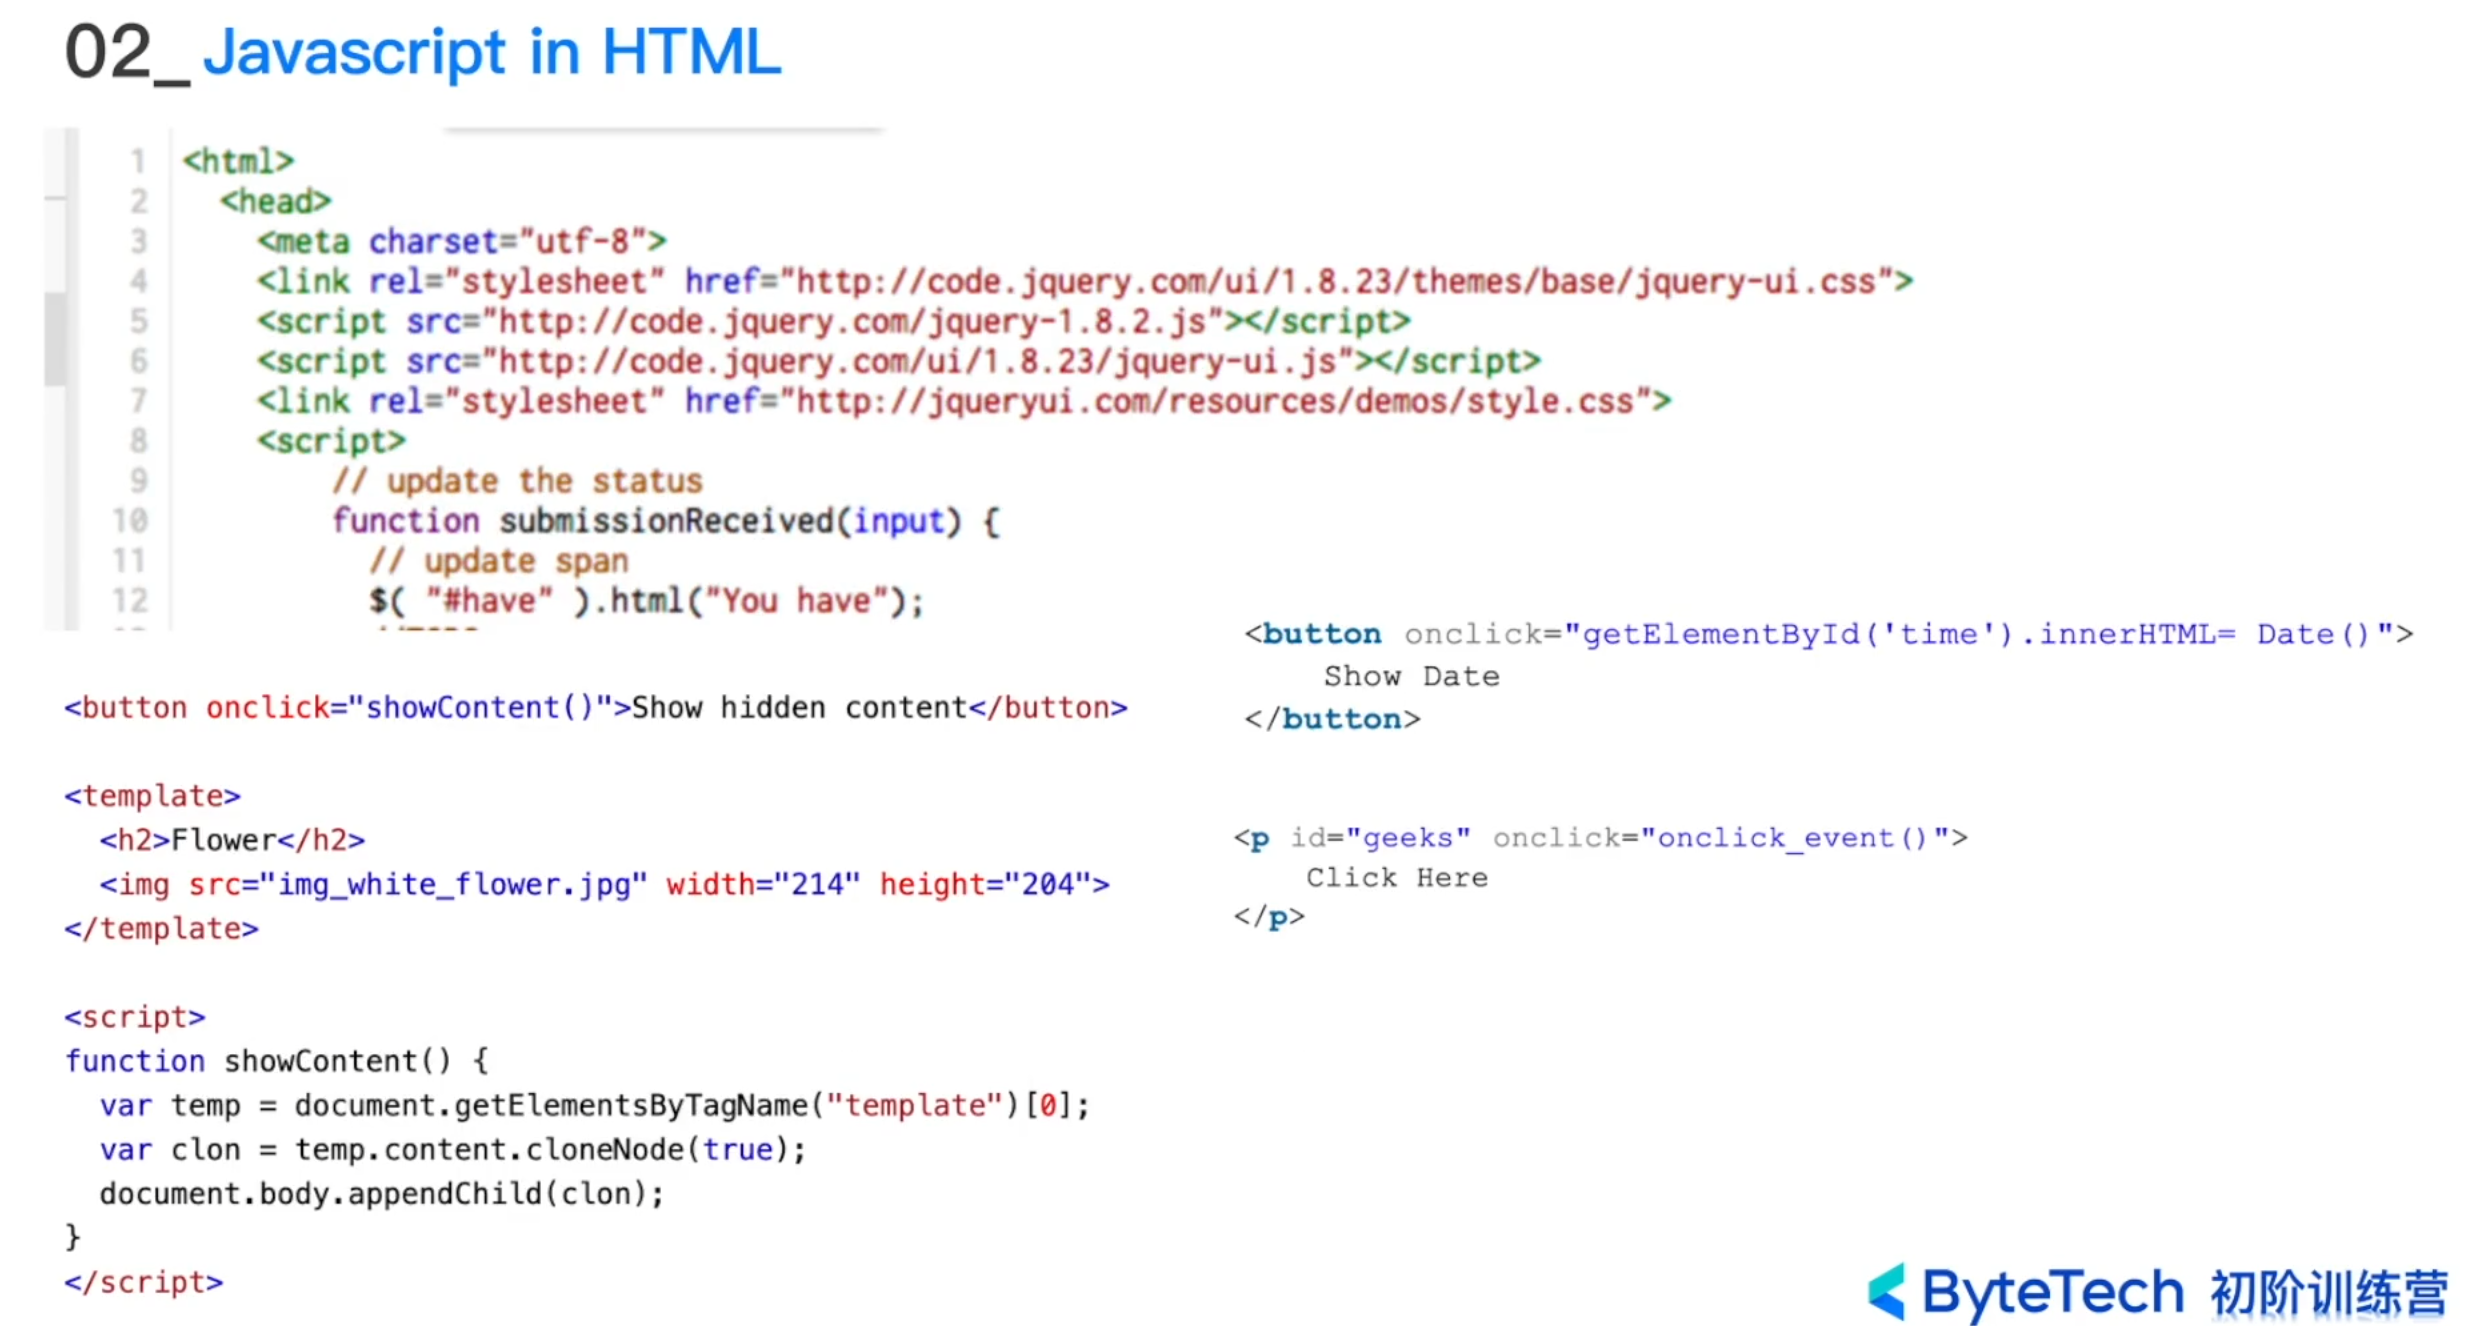 02_ Javascript in HTML
1 <html>
2 <head>
3 <meta charset="utf-8">
4 <link rel="stylesheet" href="http://code.jquery.com/ui/1.8.23/themes/base/jquery-ui.css">
5 <script src="http://code.jquery.com/jquery-1.8.2.js"></script>
6 <script src="http://code.jquery.com/ui/1.8.23/jquery-ui.js"></script>
7 <link rel="stylesheet" href="http://jqueryui.com/resources/demos/style.css">
8 <script>
9 // update the status
10 function submissionReceived(input) {
11 // update span
12 $( "#have" ).html("You have");
<button onclick="showContent()">Show hidden content</button>
<template>
<h2>Flower</h2>
<img src="img_white_flower.jpg" width="214" height="204">
</template>
<script>
function showContent() {
var temp = document.getElementsByTagName("template")[0];
var clon = temp.content.cloneNode(true);
document.body.appendChild(clon);
}
</script>
<button onclick="getElementById('time').innerHTML= Date()">
Show Date
</button>
<p id="geeks" onclick="onclick_event()">
Click Here
</p>
ByteTech 初阶训练营